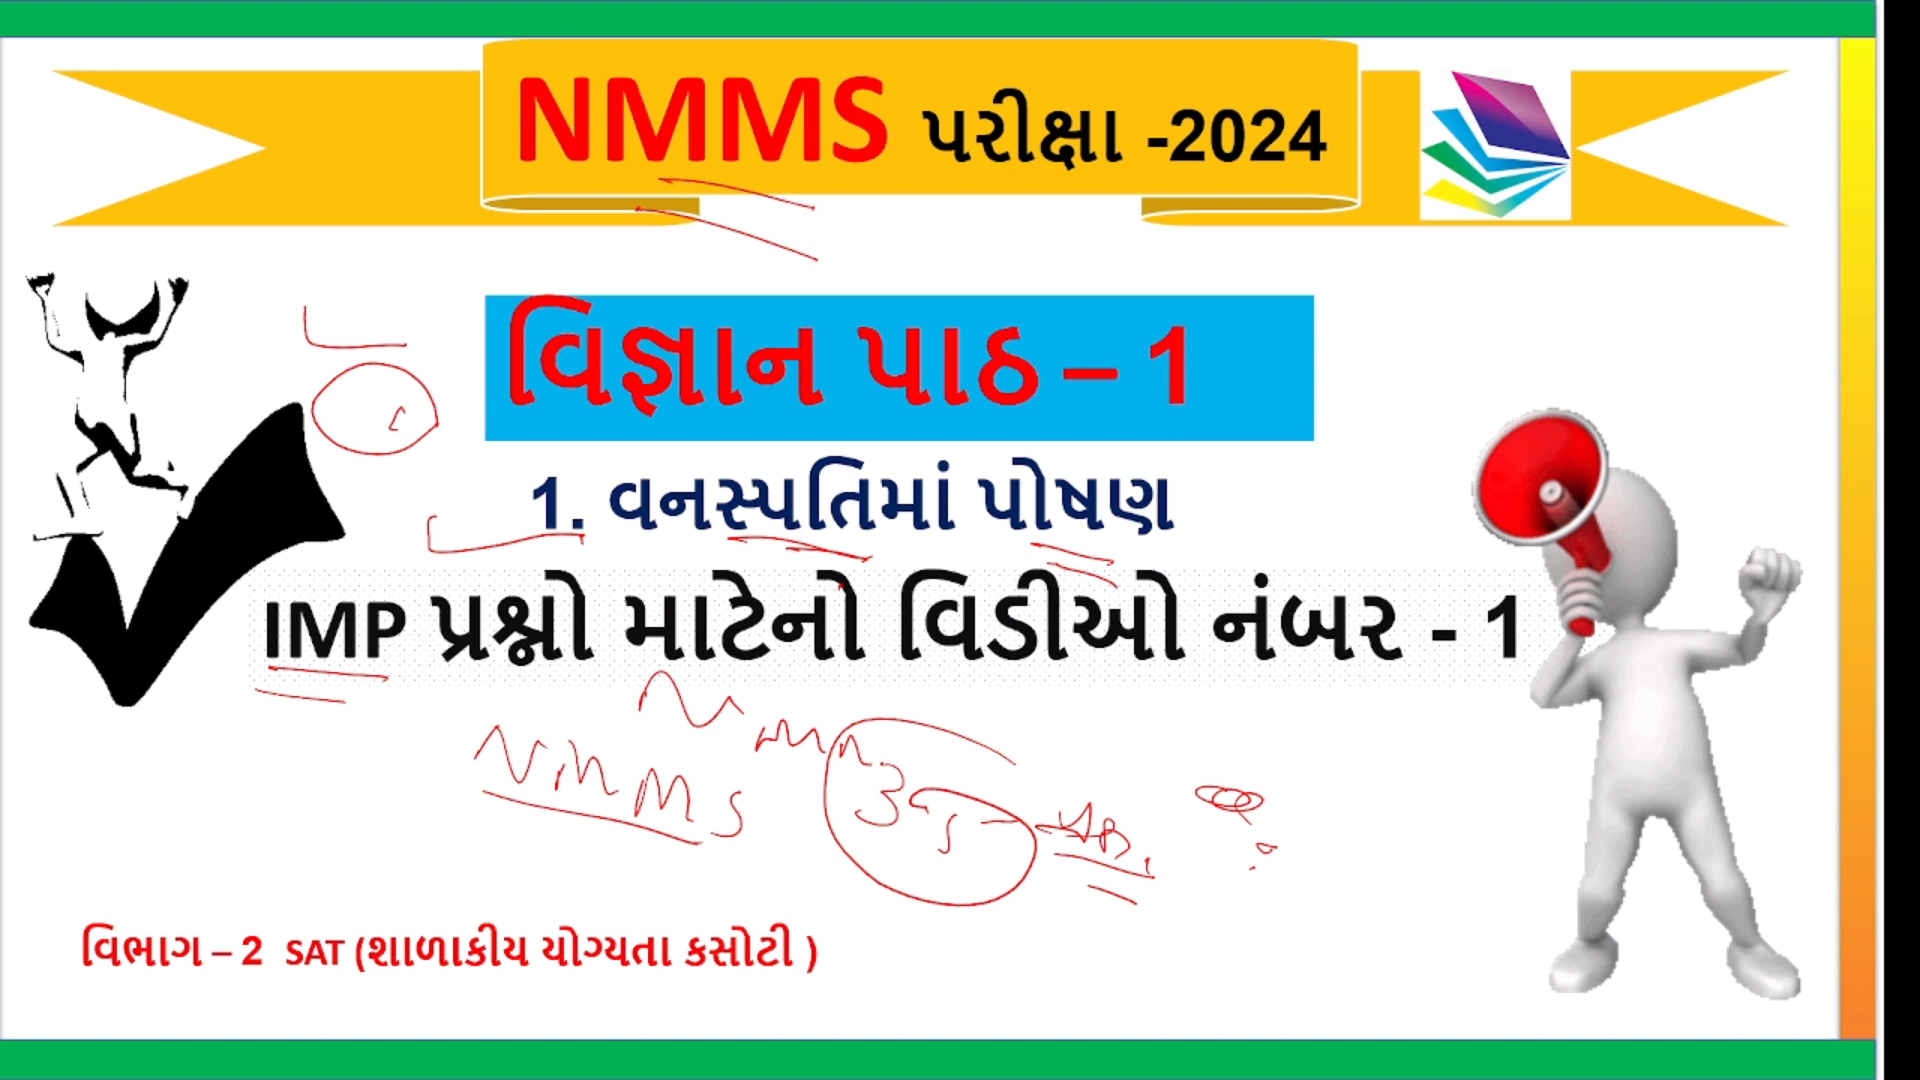 NMMS પરીક્ષા -2024
વિજ્ઞાન પાઠ – 1
1. વનસ્પતિમાં પોષણ
IMP પ્રશ્નો માટેનો વિડીઓ નંબર - 1
NMMS
વિભાગ – 2 SAT (શાળાકીય યોગ્યતા કસોટી )